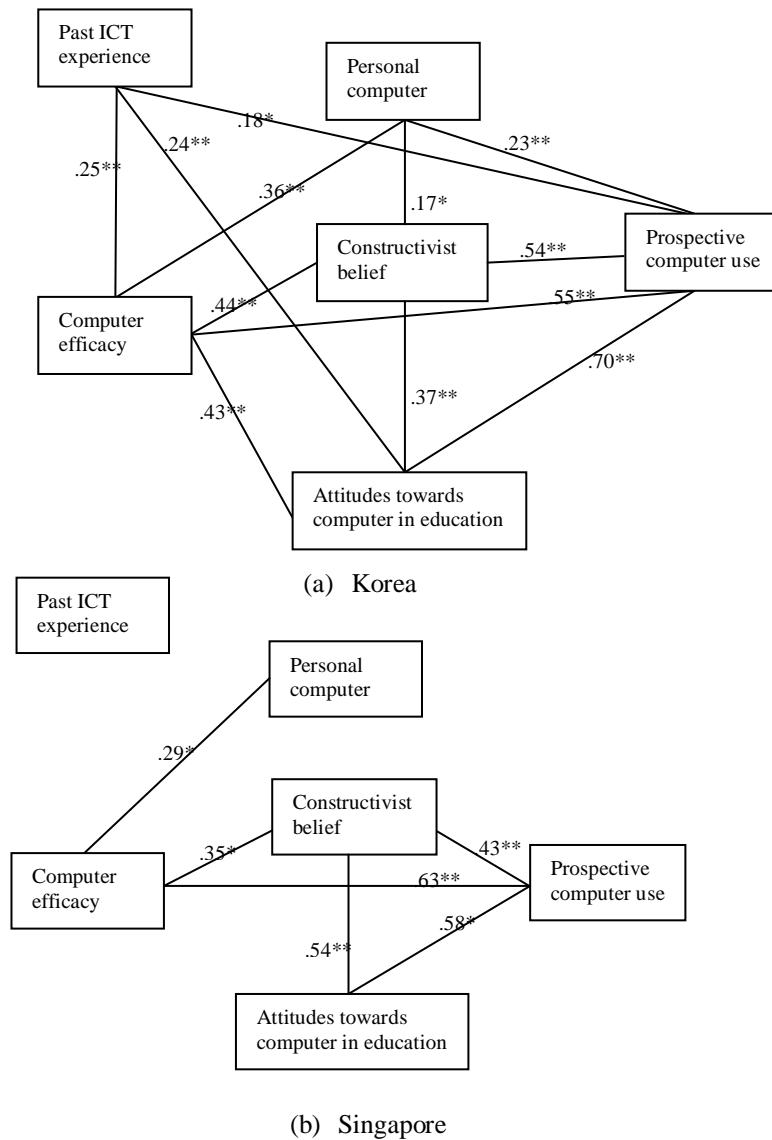 Past ICT
experience
Personal
computer
.18*
.24**
.23**
.25**
.36**
.17*
Constructivist
belief
.54**
Prospective
computer use
Computer
efficacy
.44**
55**
.70**
.37**
.43**
Attitudes towards
computer in education
(a) Korea
Past ICT
experience
Personal
computer
.29*
Constructivist
belief
.35*
.43**
Computer
efficacy
.63**
Prospective
computer use
.58*
.54**
Attitudes towards
computer in education
(b) Singapore